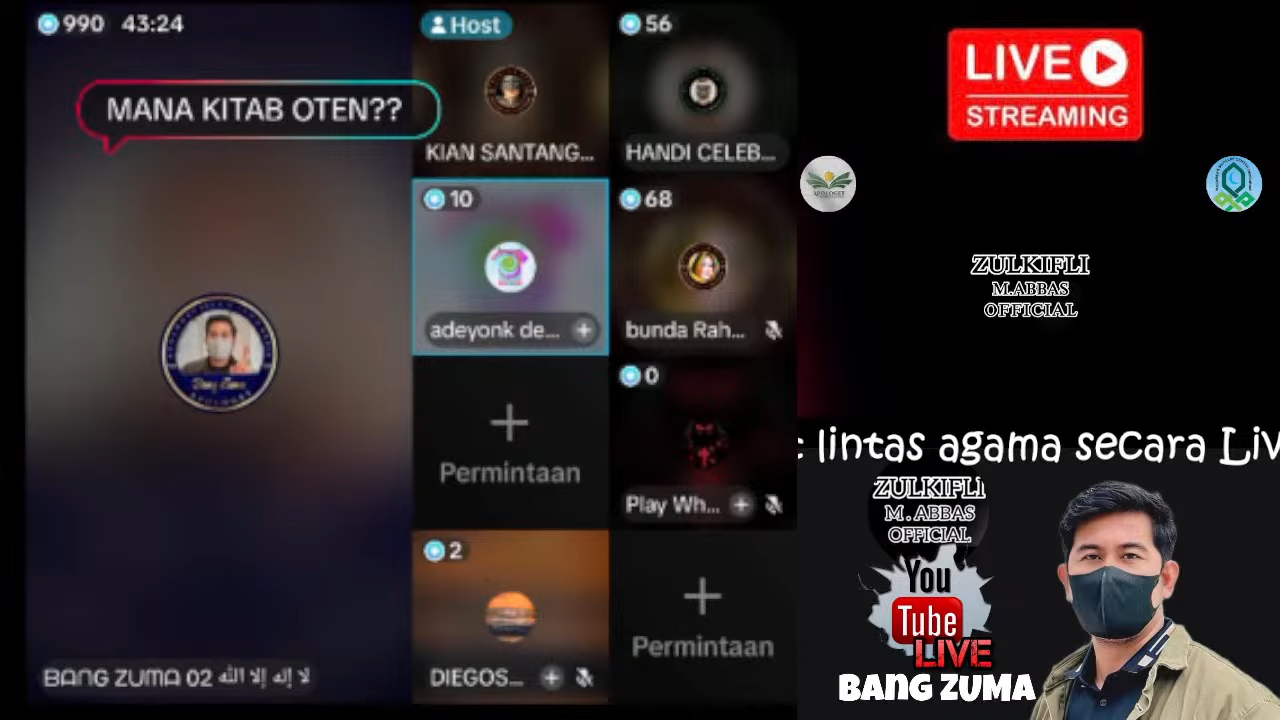 990 43:24
MANA KITAB OTEN??
BANG ZUMA 02 لا إله إلا الله
Host
KIAN SANTANG...
56
HANDI CELEB...
10
adeyonk de...
68
bunda Rah...
Permintaan
0
Play Wh...
2
DIEGOS...
Permintaan
LIVE
STREAMING
ZULKIFLI
M.ABBAS
OFFICIAL
lintas agama secara Liv
ZULKIFLI
M.ABBAS
OFFICIAL
You
Tube
LIVE
BANG ZUMA
Bang Zuma